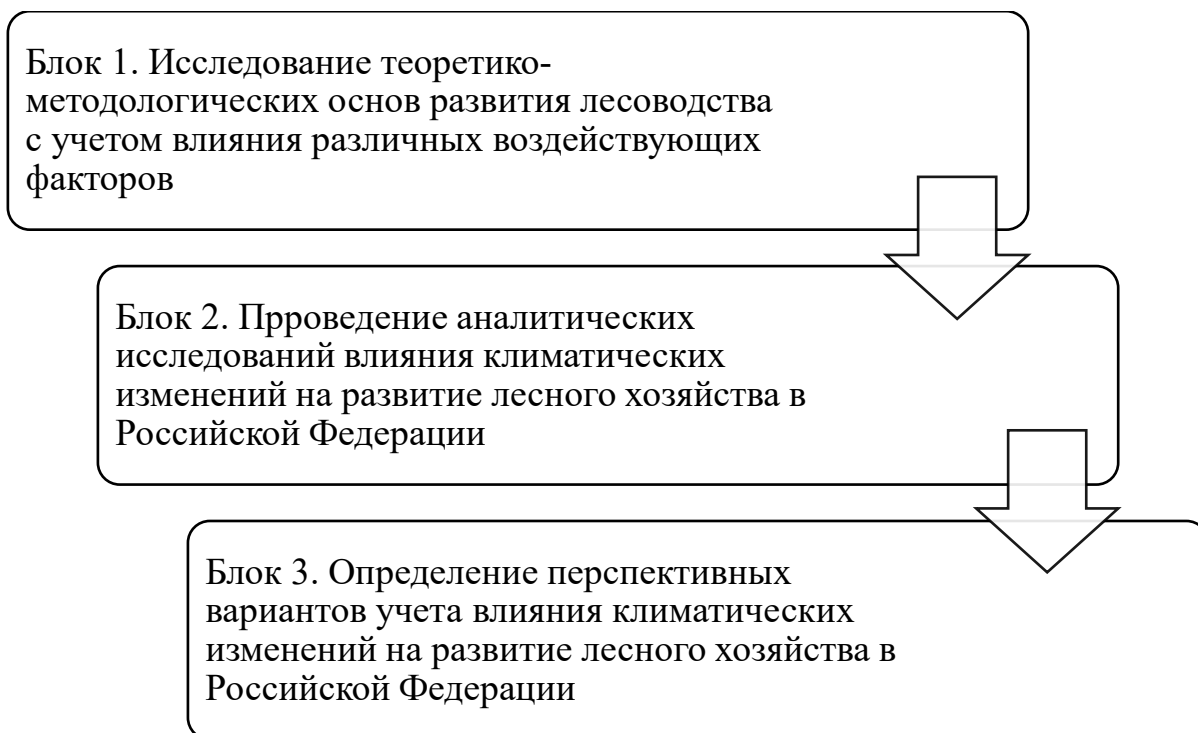 Блок 1. Исследование теоретико-
методологических основ развития лесоводства
с учетом влияния различных воздействующих
факторов
Блок 2. Прроведение аналитических
исследований влияния климатических
изменений на развитие лесного хозяйства в
Российской Федерации
Блок 3. Определение перспективных
вариантов учета влияния климатических
изменений на развитие лесного хозяйства в
Российской Федерации